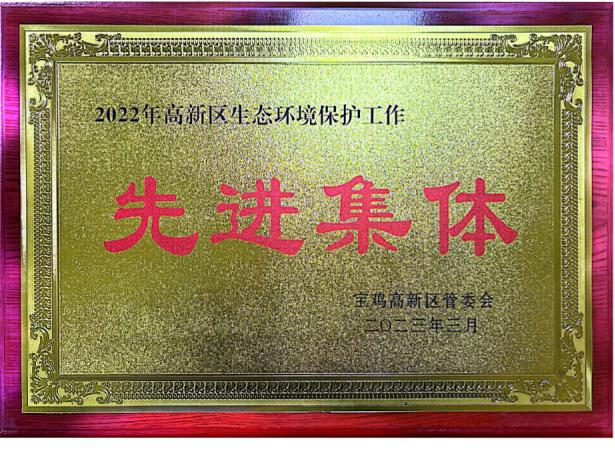 2022年高新区生态环境保护工作
先进集体
宝鸡高新区管委会
二〇二三年三月